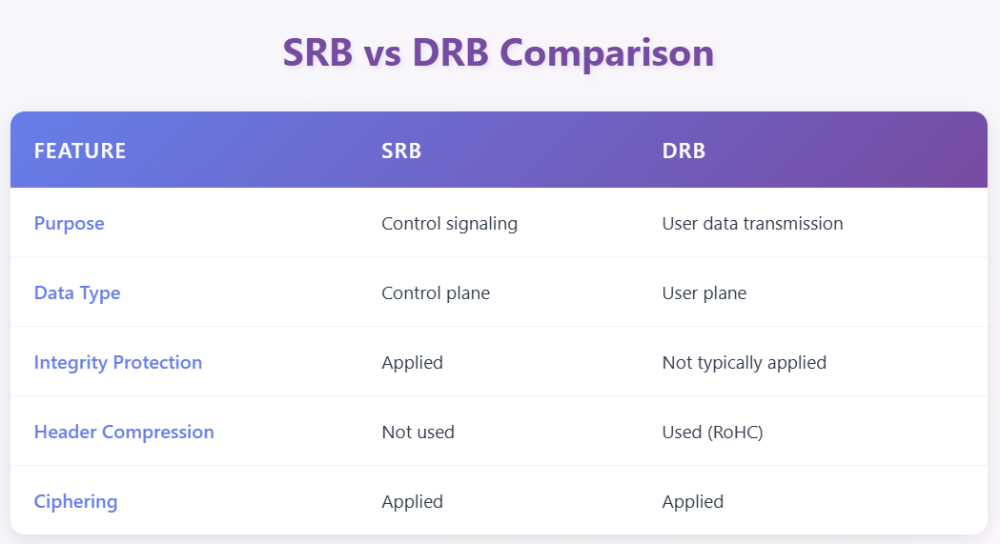 SRB vs DRB Comparison
FEATURE SRB DRB
Purpose Control signaling User data transmission
Data Type Control plane User plane
Integrity Protection Applied Not typically applied
Header Compression Not used Used (RoHC)
Ciphering Applied Applied